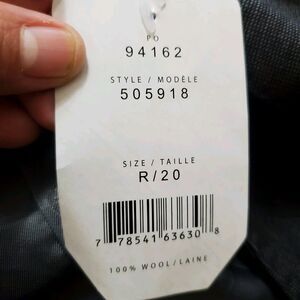 PO
94162
STYLE / MODÈLE
505918
SIZE / TAILLE
R/20
7 78541 63630 8
100% WOOL/LAINE